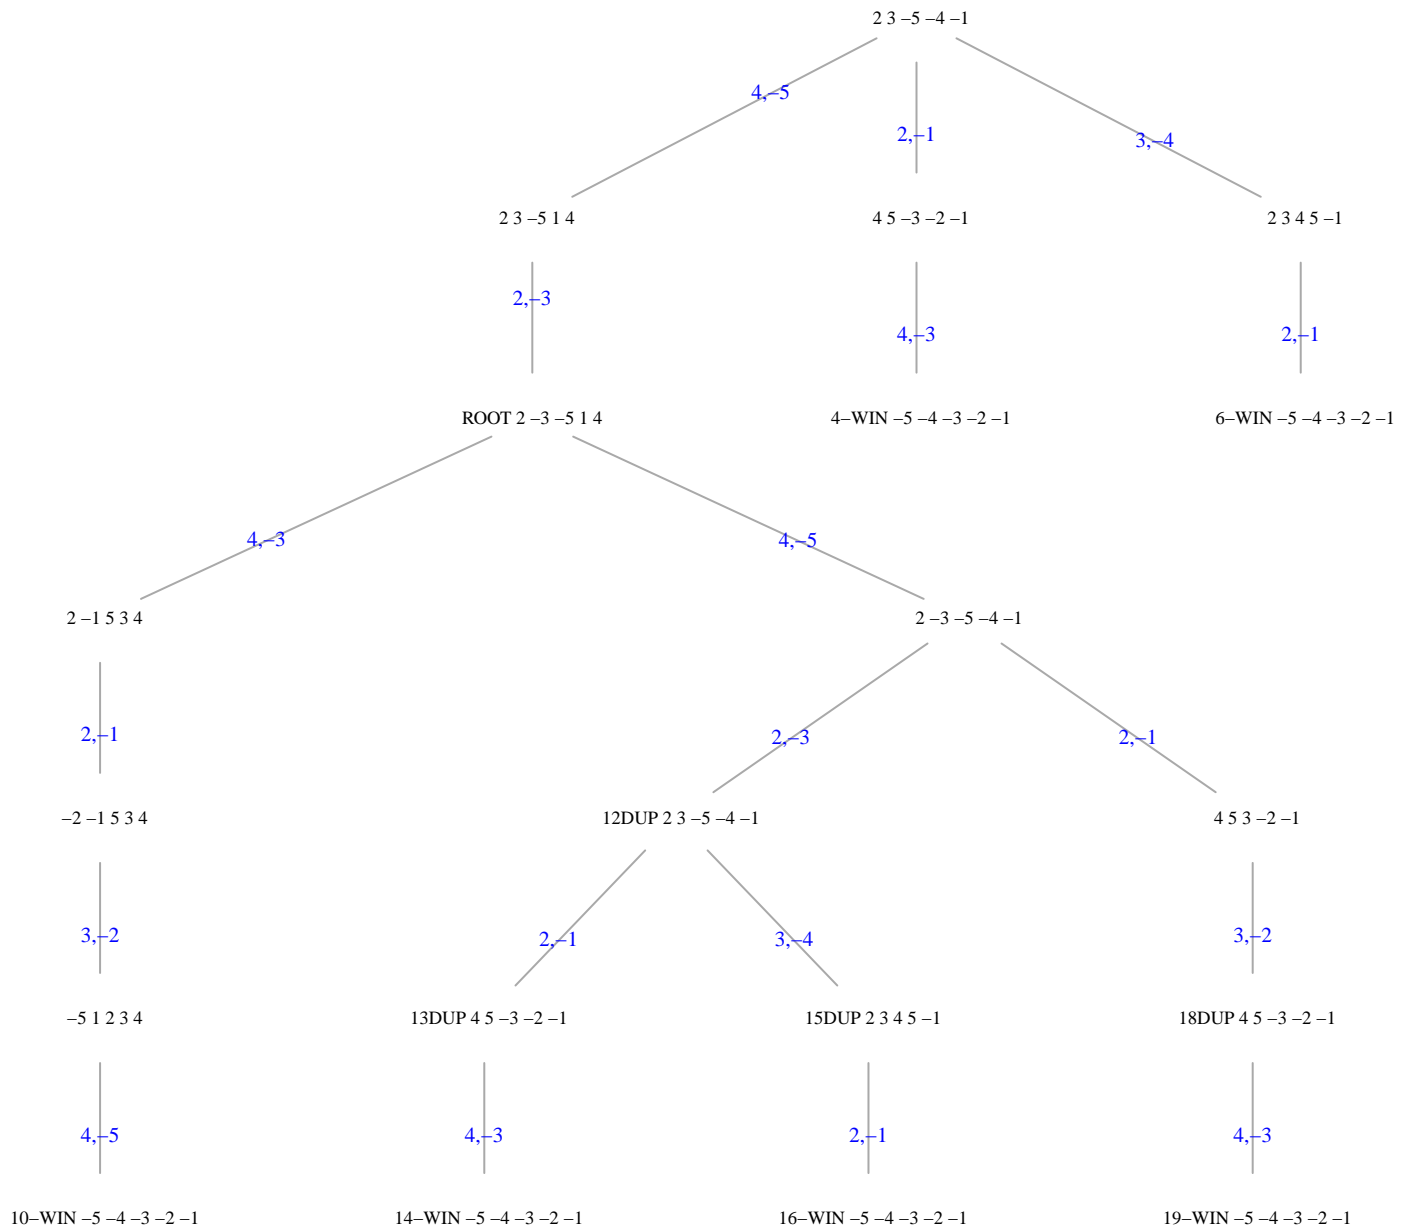 2 3 –5 –4 –1
4,–5
2,–1
3,–4
2 3 –5 1 4
4 5 –3 –2 –1
2 3 4 5 –1
2,–3
4,–3
2,–1
ROOT 2 –3 –5 1 4
4–WIN –5 –4 –3 –2 –1
6–WIN –5 –4 –3 –2 –1
4,–3
4,–5
2 –1 5 3 4
2 –3 –5 –4 –1
2,–1
2,–3
2,–1
–2 –1 5 3 4
12DUP 2 3 –5 –4 –1
4 5 3 –2 –1
3,–2
2,–1
3,–4
3,–2
–5 1 2 3 4
13DUP 4 5 –3 –2 –1
15DUP 2 3 4 5 –1
18DUP 4 5 –3 –2 –1
4,–5
4,–3
2,–1
4,–3
10–WIN –5 –4 –3 –2 –1
14–WIN –5 –4 –3 –2 –1
16–WIN –5 –4 –3 –2 –1
19–WIN –5 –4 –3 –2 –1